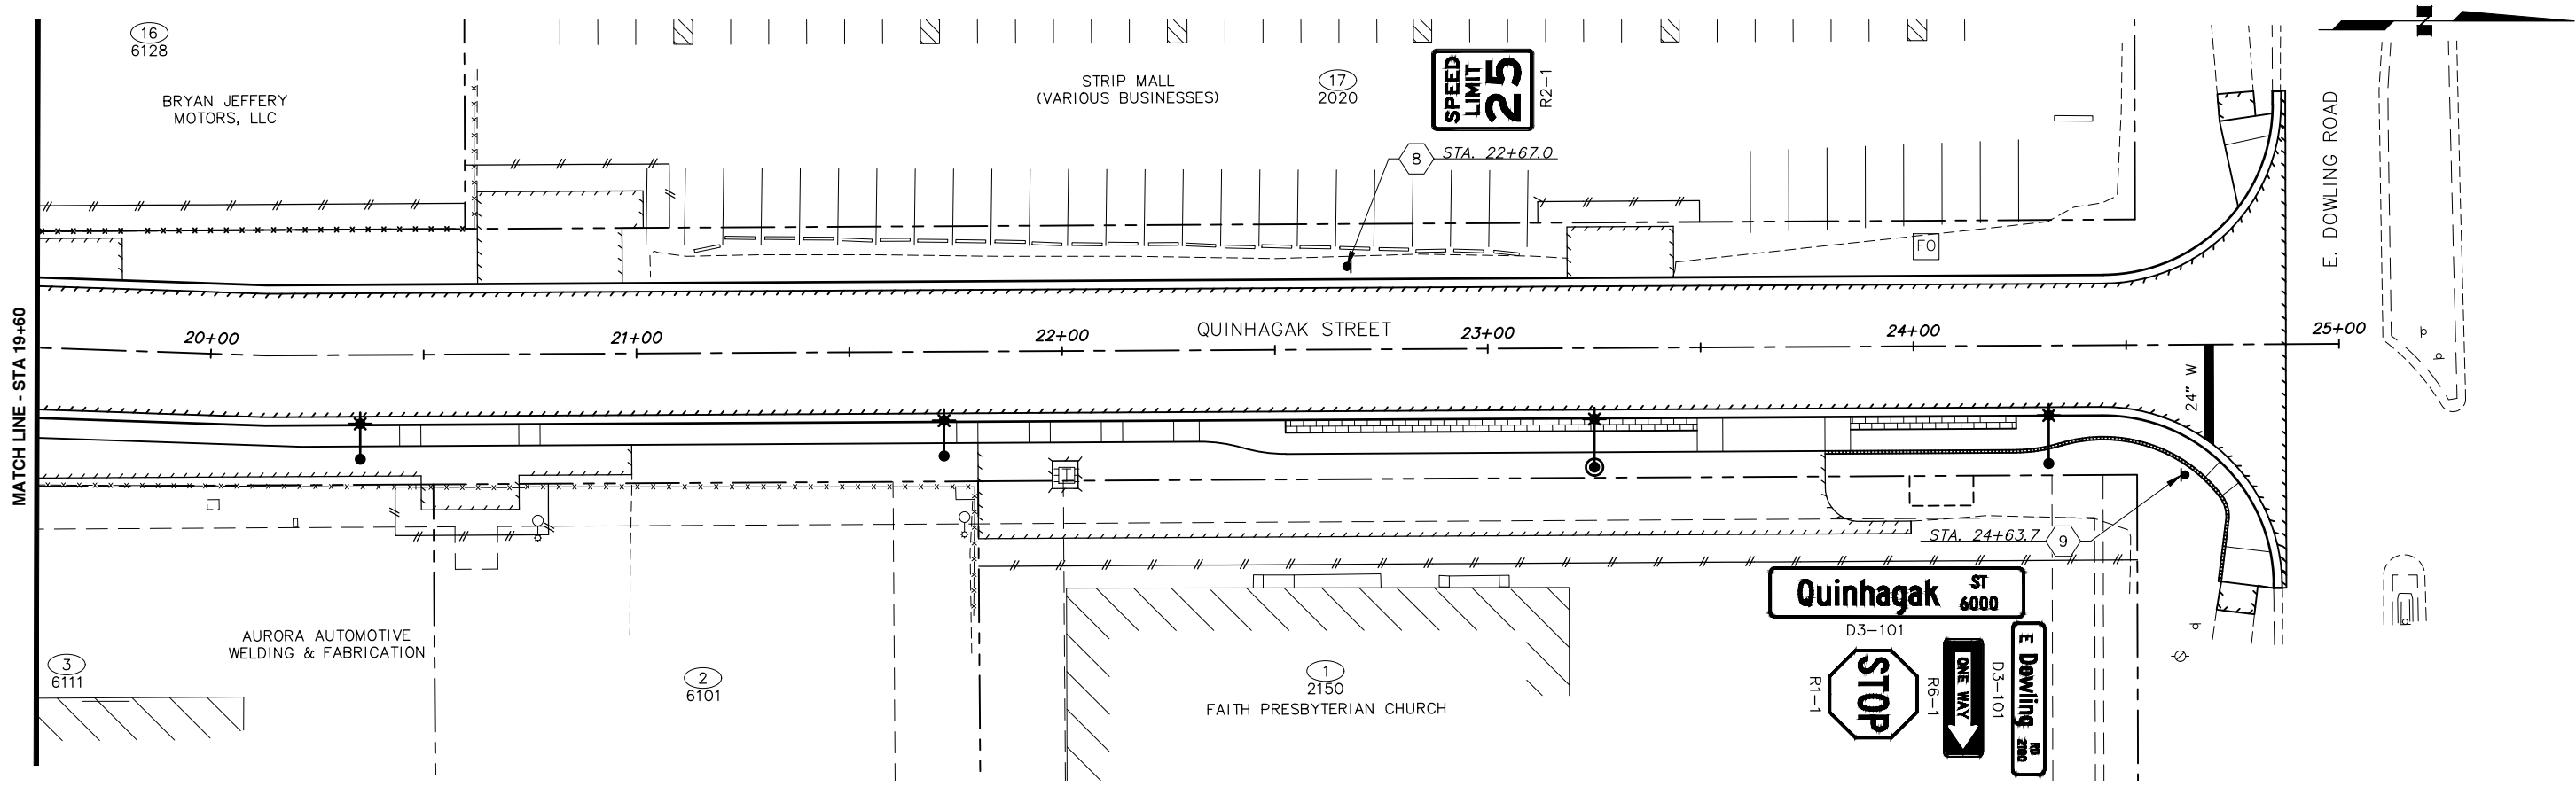 16
6128
BRYAN JEFFERY
MOTORS, LLC
STRIP MALL
(VARIOUS BUSINESSES)
17
2020
SPEED
LIMIT
25
R2-1
8
STA. 22+67.0
N
E. DOWLING ROAD
FO
MATCH LINE - STA 19+60
20+00
21+00
22+00
QUINHAGAK STREET
23+00
24+00
25+00
24" W
T
STA. 24+63.7
9
Quinhagak ST
6000
D3-101
STOP
R1-1
ONE WAY
R6-1
E Dowling RD
2100
D3-101
AURORA AUTOMOTIVE
WELDING & FABRICATION
3
6111
2
6101
1
2150
FAITH PRESBYTERIAN CHURCH